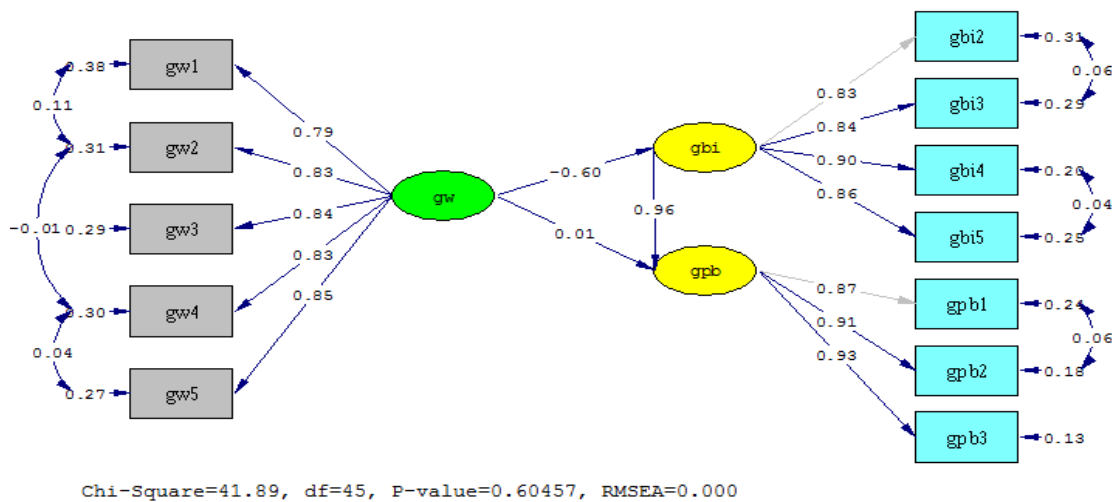 gbi2
0.31
0.38
gw1
0.06
0.83
gbi3
0.29
0.11
0.79
0.84
gbi
0.31
gw2
0.83
-0.60
0.90
gbi4
0.20
gw
0.86
0.04
-0.01
0.29
gw3
0.84
0.96
0.01
gbi5
0.25
0.83
gpb
0.85
0.87
gpb1
0.24
0.30
gw4
0.91
0.06
0.04
0.93
gpb2
0.18
0.27
gw5
gpb3
0.13
Chi-Square=41.89, df=45, P-value=0.60457, RMSEA=0.000